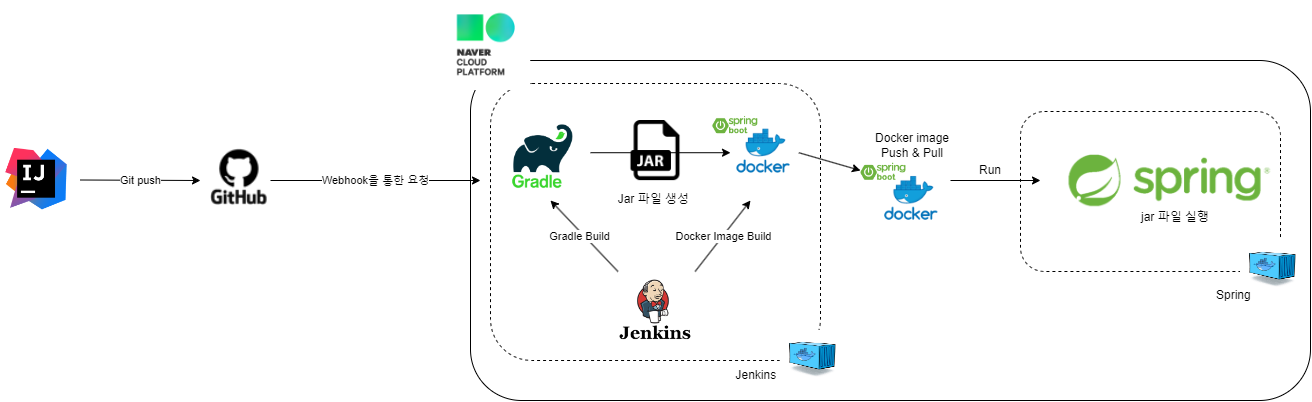 NAVER
CLOUD
PLATFORM
IJ
Git push
GitHub
Webhook을 통한 요청
Gradle
JAR
Jar 파일 생성
spring
boot
docker
Docker image
Push & Pull
spring
boot
docker
Run
spring
jar 파일 실행
Gradle Build
Docker Image Build
Jenkins
Spring
Jenkins